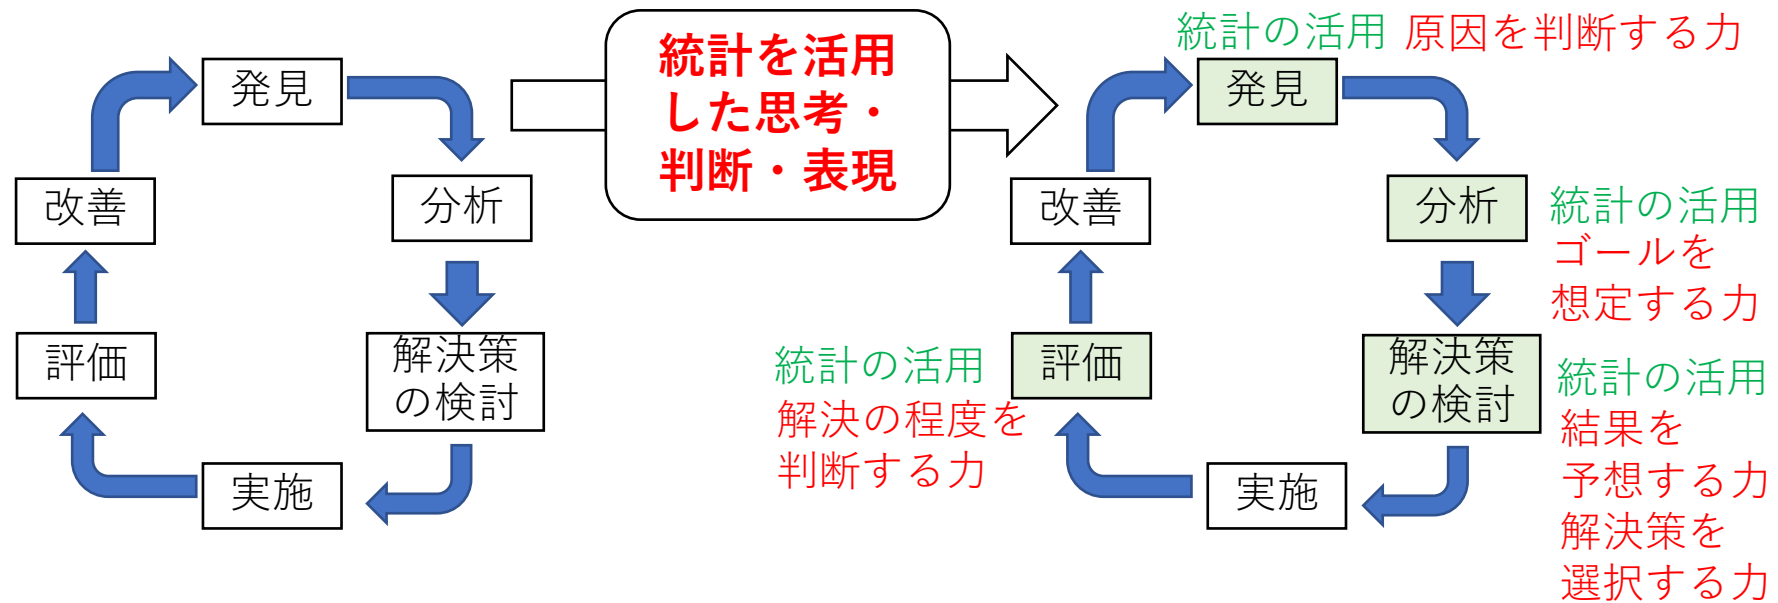 発見
分析
解決策
の検討
実施
評価
改善
統計を活用
した思考・
判断・表現
統計の活用 原因を判断する力
発見
分析
統計の活用
ゴールを
想定する力
解決策
の検討
統計の活用
結果を
予想する力
解決策を
選択する力
実施
評価
統計の活用
解決の程度を
判断する力
改善